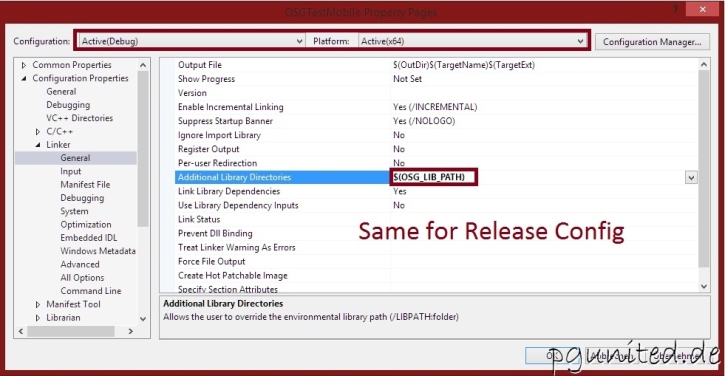 OSGTestMobile Property Pages
Configuration: Active(Debug) Platform: Active(x64) Configuration Manager...
Common Properties
Configuration Properties
General
Debugging
VC++ Directories
C/C++
Linker
General
Input
Manifest File
Debugging
System
Optimization
Embedded IDL
Windows Metadata
Advanced
All Options
Command Line
Manifest Tool
Librarian
Output File $(OutDir)$(TargetName)$(TargetExt)
Show Progress Not Set
Version
Enable Incremental Linking Yes (/INCREMENTAL)
Suppress Startup Banner Yes (/NOLOGO)
Ignore Import Library No
Register Output No
Per-user Redirection No
Additional Library Directories $(OSG_LIB_PATH)
Link Library Dependencies Yes
Use Library Dependency Inputs No
Link Status
Prevent Dll Binding
Treat Linker Warning As Errors
Force File Output
Create Hot Patchable Image
Specify Section Attributes
Same for Release Config
Additional Library Directories
Allows the user to override the environmental library path (/LIBPATH:folder)
OK Abbrechen Übernehmen
pgunited.de